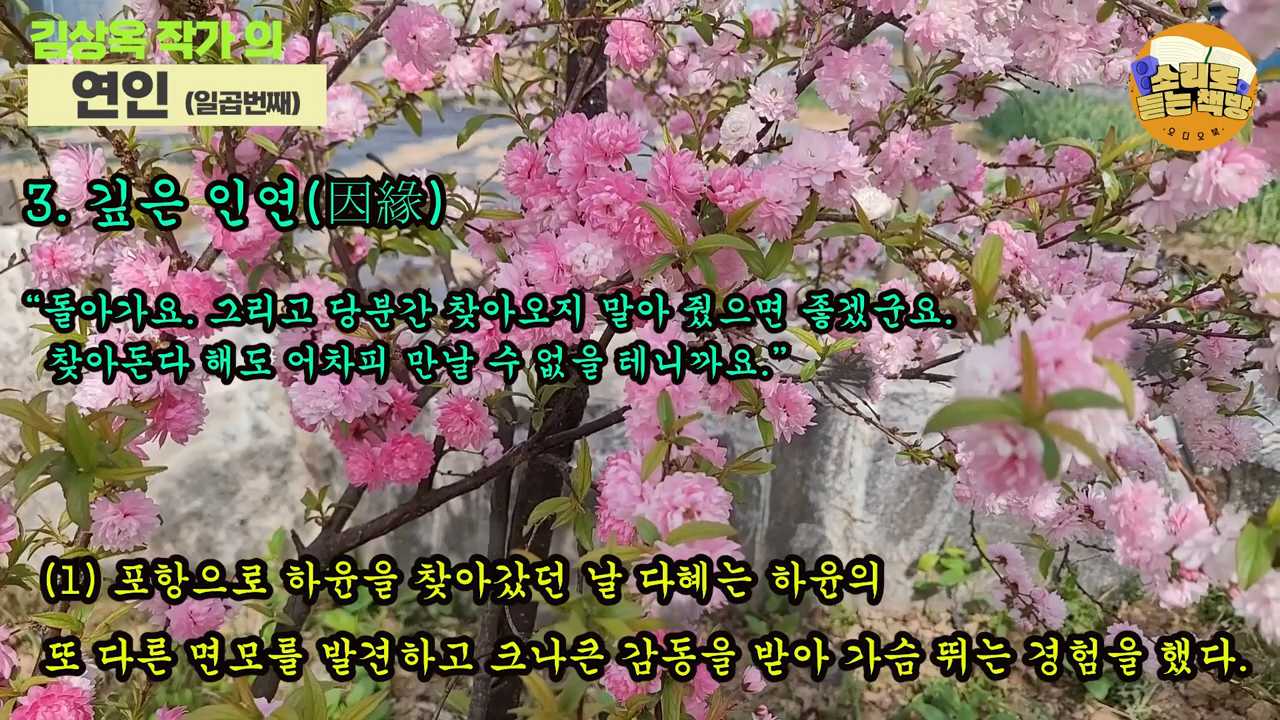 김상옥 작가 의
연인 (일곱번째)
소리로
듣는 책방
·오디오북·
3. 깊은 인연(因緣)
“돌아가요. 그리고 당분간 찾아오지 말아 줬으면 좋겠군요.
찾아돈다 해도 어차피 만날 수 없을 테니까요.”
(1) 포항으로 하윤을 찾아갔던 날 다혜는 하윤의
또 다른 면모를 발견하고 크나큰 감동을 받아 가슴 뛰는 경험을 했다.